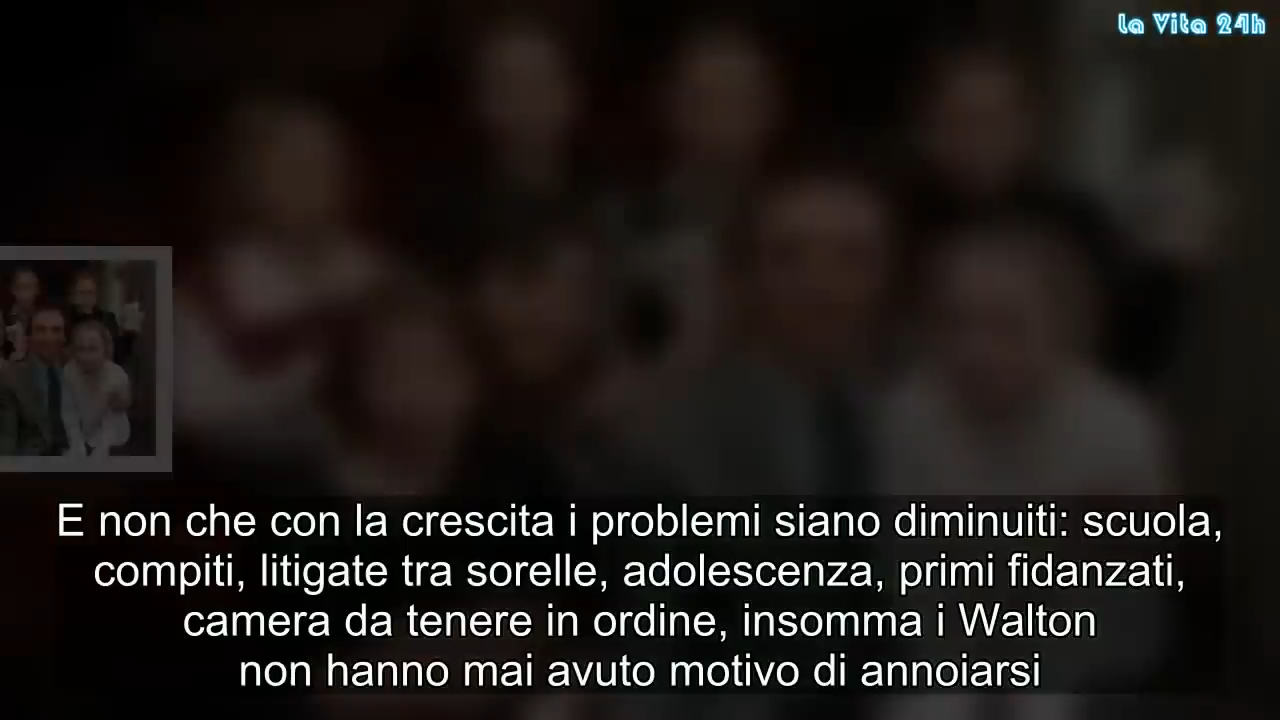 La Vita 24h
E non che con la crescita i problemi siano diminuiti: scuola,
compiti, litigate tra sorelle, adolescenza, primi fidanzati,
camera da tenere in ordine, insomma i Walton
non hanno mai avuto motivo di annoiarsi